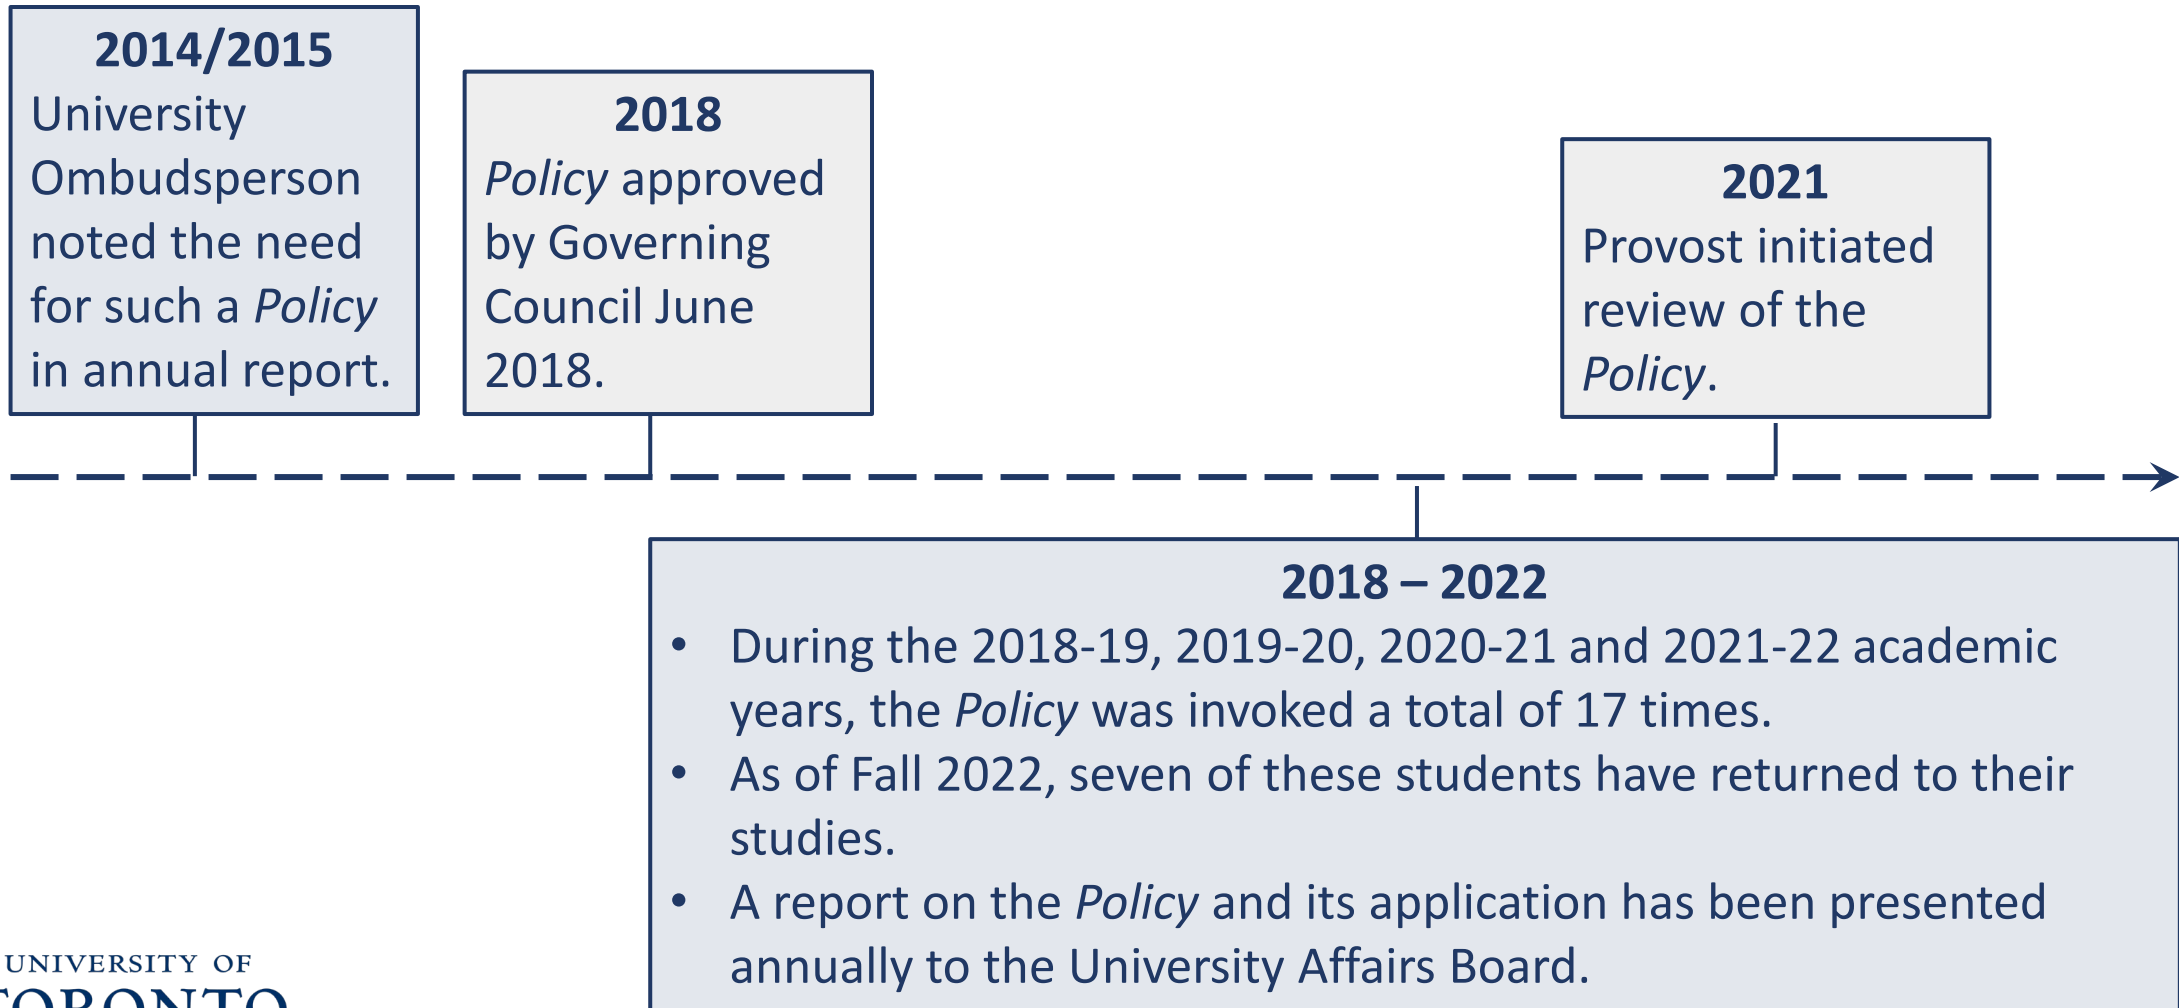 2014/2015
University
Ombudsperson
noted the need
for such a Policy
in annual report.
2018
Policy approved
by Governing
Council June
2018.
2021
Provost initiated
review of the
Policy.
2018 – 2022
• During the 2018-19, 2019-20, 2020-21 and 2021-22 academic
years, the Policy was invoked a total of 17 times.
• As of Fall 2022, seven of these students have returned to their
studies.
• A report on the Policy and its application has been presented
annually to the University Affairs Board.
UNIVERSITY OF
TORONTO